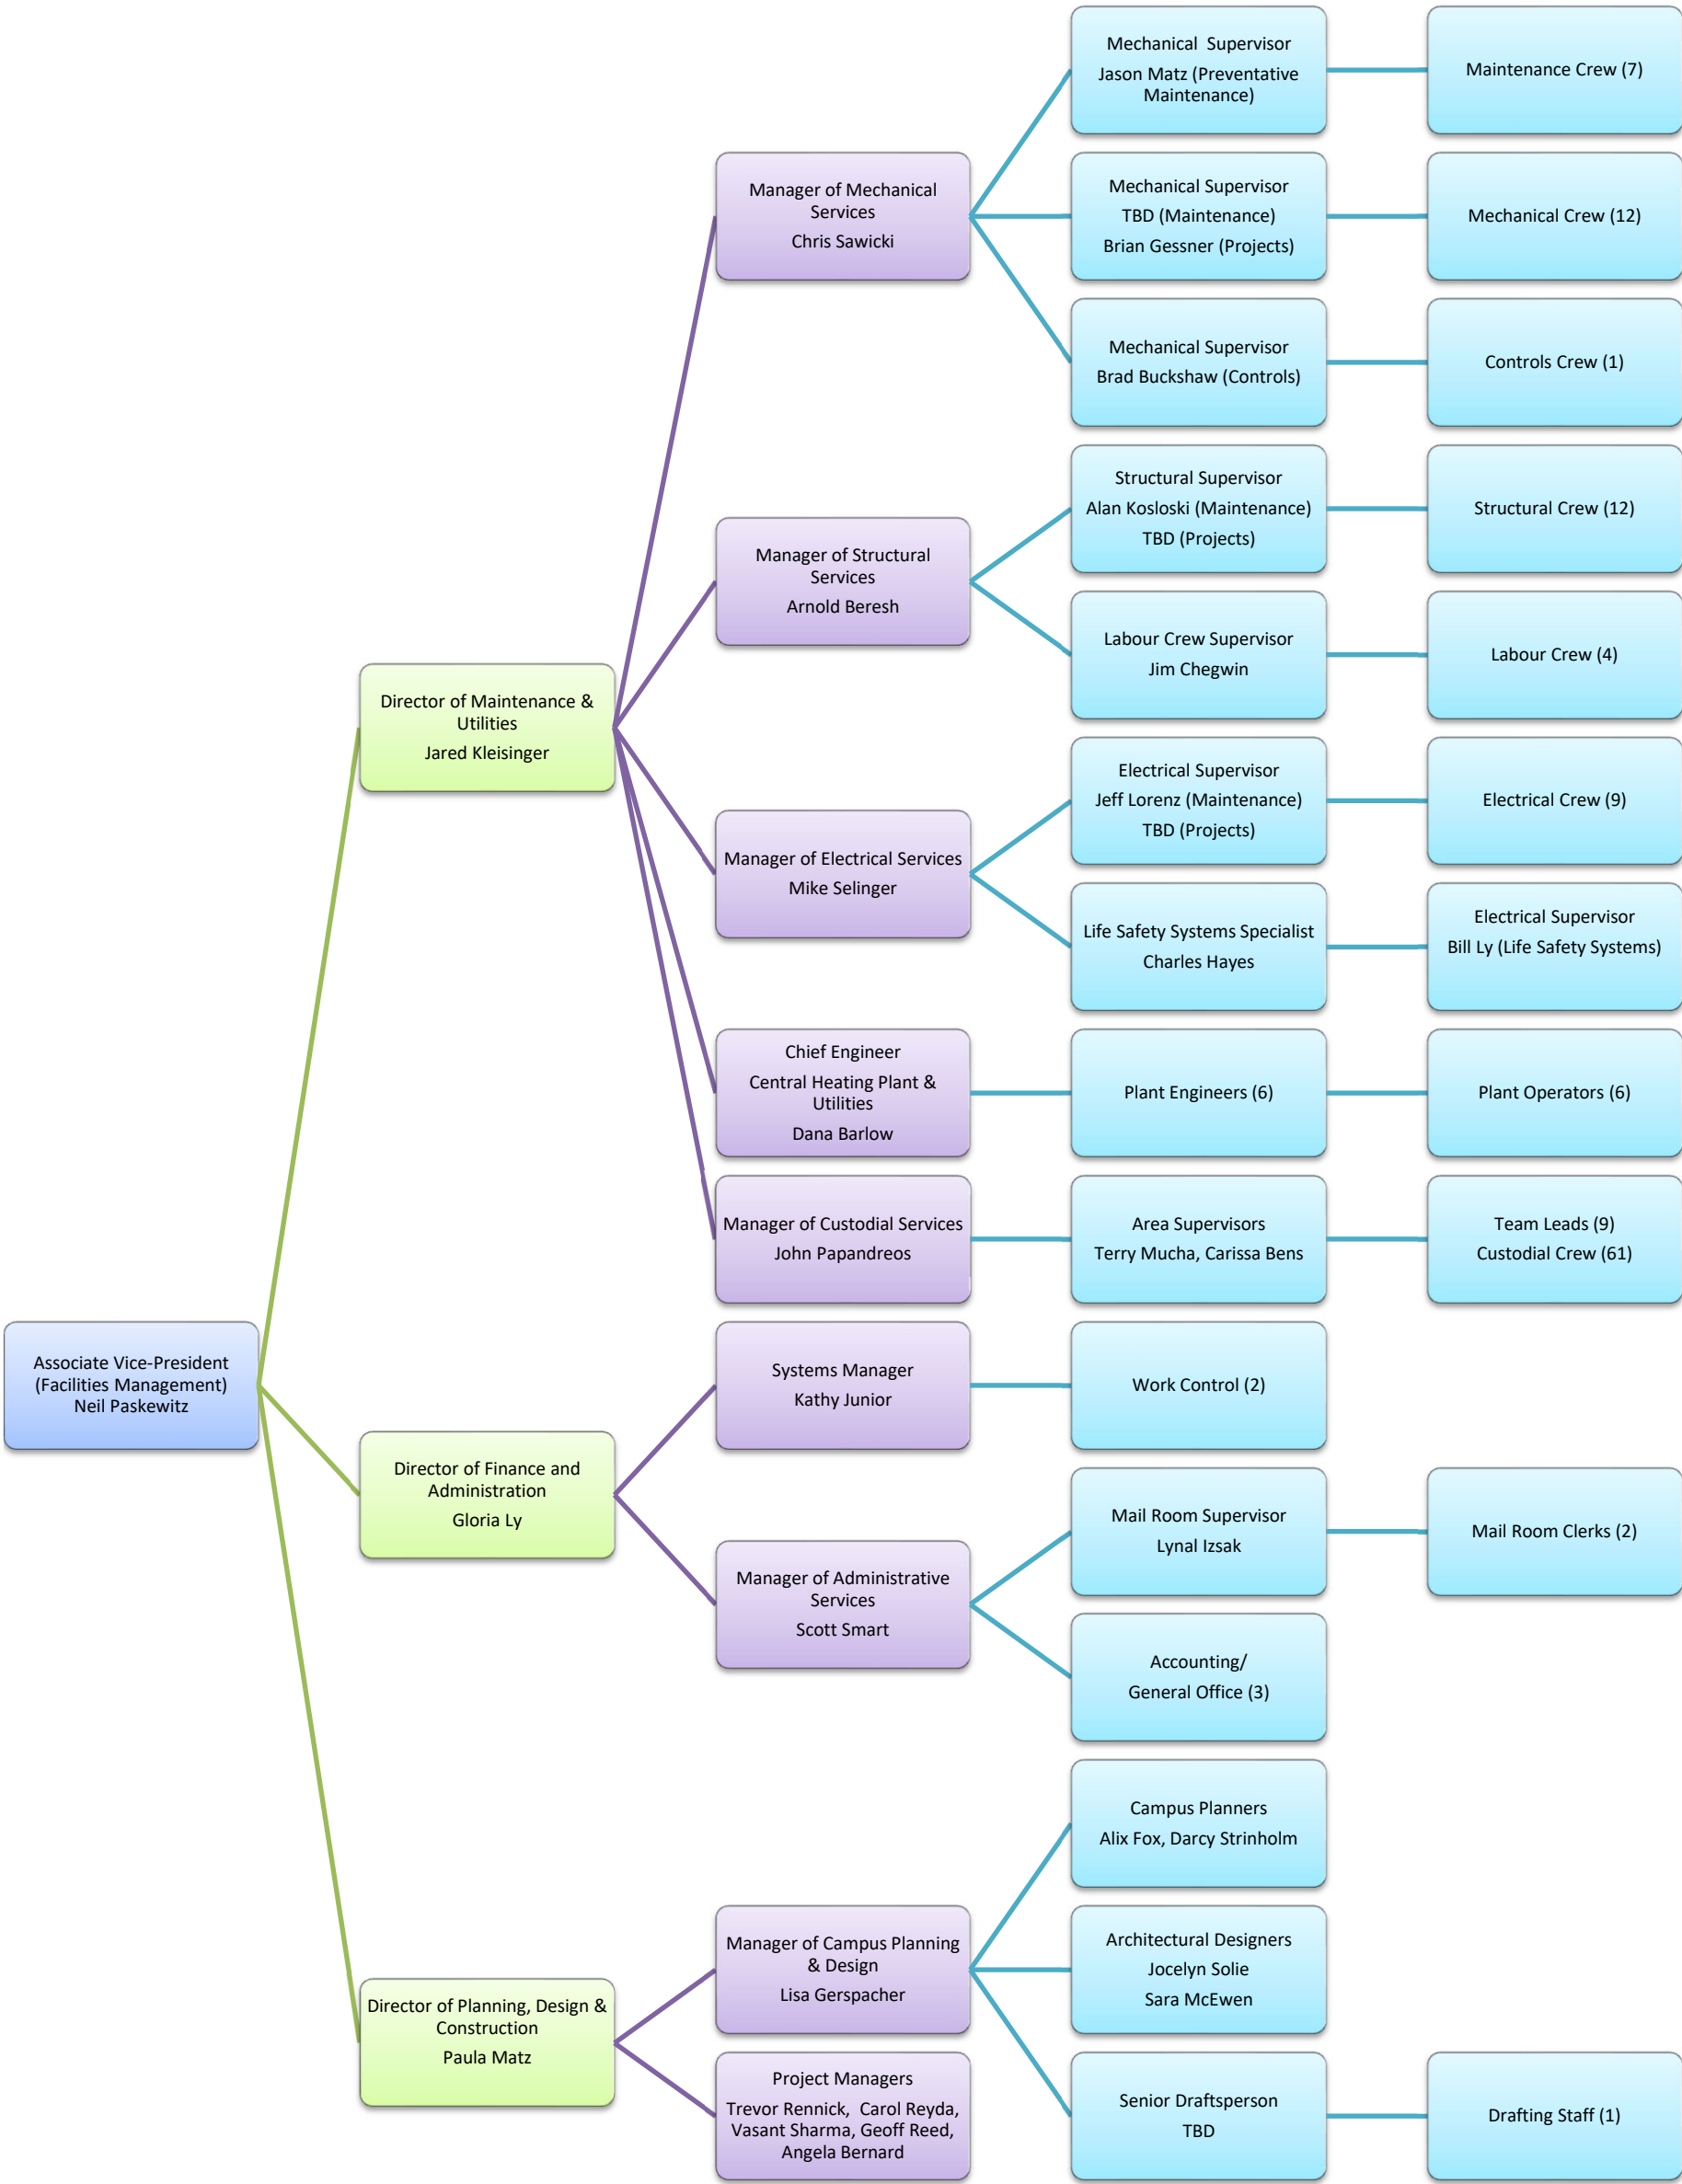 Mechanical Supervisor
Jason Matz (Preventative
Maintenance)
Maintenance Crew (7)
Manager of Mechanical
Services
Chris Sawicki
Mechanical Supervisor
TBD (Maintenance)
Brian Gessner (Projects)
Mechanical Crew (12)
Mechanical Supervisor
Brad Buckshaw (Controls)
Controls Crew (1)
Structural Supervisor
Alan Kosloski (Maintenance)
TBD (Projects)
Structural Crew (12)
Manager of Structural
Services
Arnold Beresh
Labour Crew Supervisor
Jim Chegwin
Labour Crew (4)
Director of Maintenance &
Utilities
Jared Kleisinger
Electrical Supervisor
Jeff Lorenz (Maintenance)
TBD (Projects)
Electrical Crew (9)
Manager of Electrical Services
Mike Selinger
Life Safety Systems Specialist
Charles Hayes
Electrical Supervisor
Bill Ly (Life Safety Systems)
Chief Engineer
Central Heating Plant &
Utilities
Dana Barlow
Plant Engineers (6)
Plant Operators (6)
Manager of Custodial Services
John Papandreos
Area Supervisors
Terry Mucha, Carissa Bens
Team Leads (9)
Custodial Crew (61)
Associate Vice-President
(Facilities Management)
Neil Paskewitz
Systems Manager
Kathy Junior
Work Control (2)
Director of Finance and
Administration
Gloria Ly
Mail Room Supervisor
Lynal Izsak
Mail Room Clerks (2)
Manager of Administrative
Services
Scott Smart
Accounting/
General Office (3)
Campus Planners
Alix Fox, Darcy Strinholm
Manager of Campus Planning
& Design
Lisa Gerspacher
Architectural Designers
Jocelyn Solie
Sara McEwen
Director of Planning, Design &
Construction
Paula Matz
Project Managers
Trevor Rennick, Carol Reyda,
Vasant Sharma, Geoff Reed,
Angela Bernard
Senior Draftsperson
TBD
Drafting Staff (1)